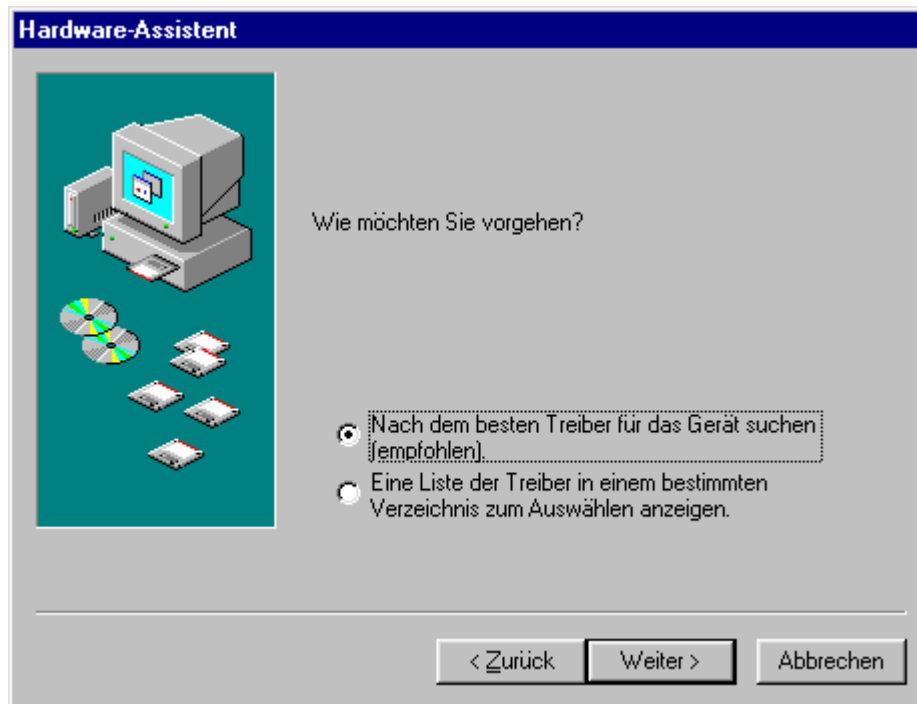 Hardware-Assistent
Wie möchten Sie vorgehen?
Nach dem besten Treiber für das Gerät suchen
(empfohlen).
Eine Liste der Treiber in einem bestimmten
Verzeichnis zum Auswählen anzeigen.
< Zurück
Weiter >
Abbrechen